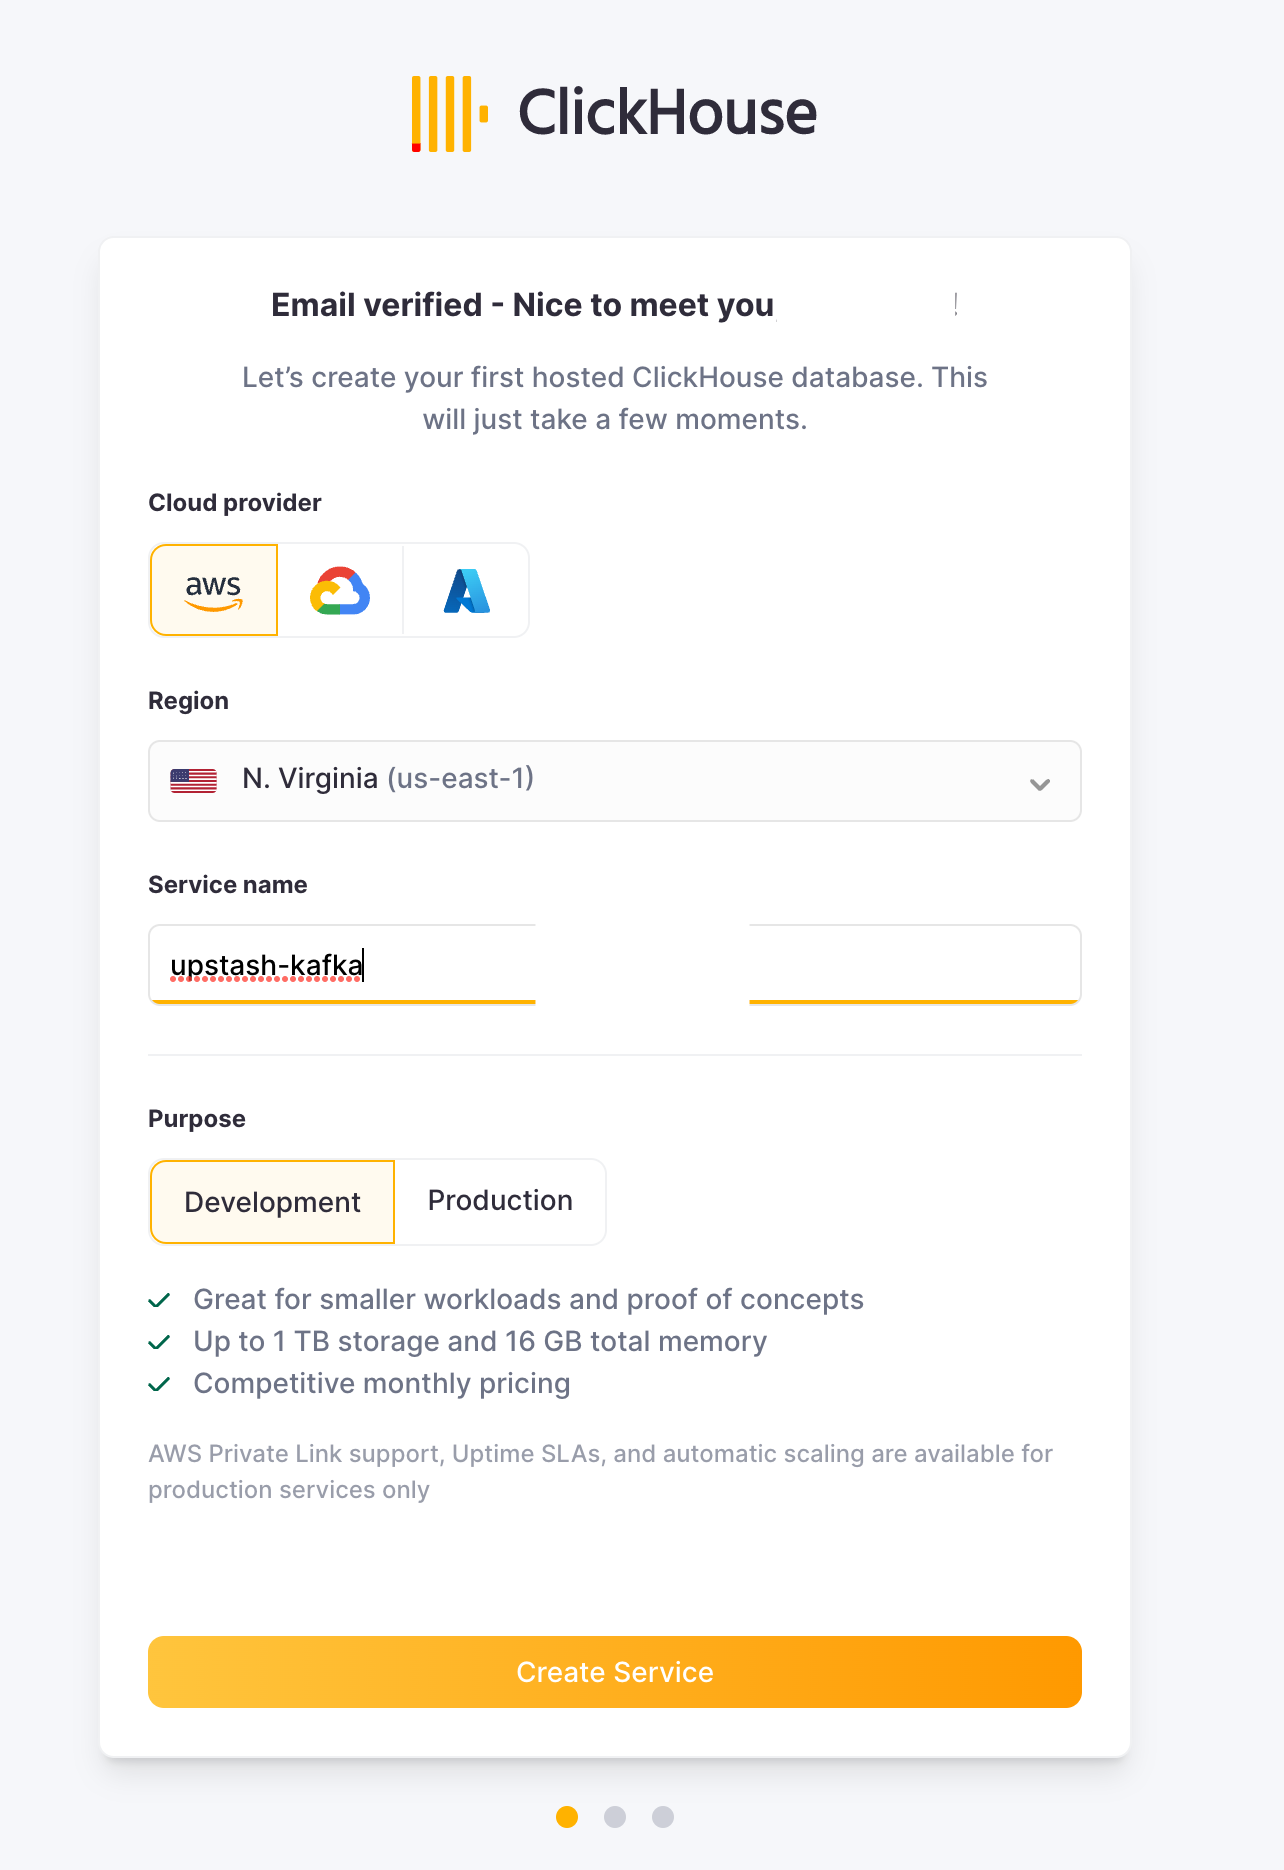 ClickHouse
Email verified - Nice to meet you, !
Let's create your first hosted ClickHouse database. This
will just take a few moments.
Cloud provider
aws
Region
N. Virginia (us-east-1)
Service name
upstash-kafka
Purpose
Development Production
Great for smaller workloads and proof of concepts
Up to 1 TB storage and 16 GB total memory
Competitive monthly pricing
AWS Private Link support, Uptime SLAs, and automatic scaling are available for
production services only
Create Service